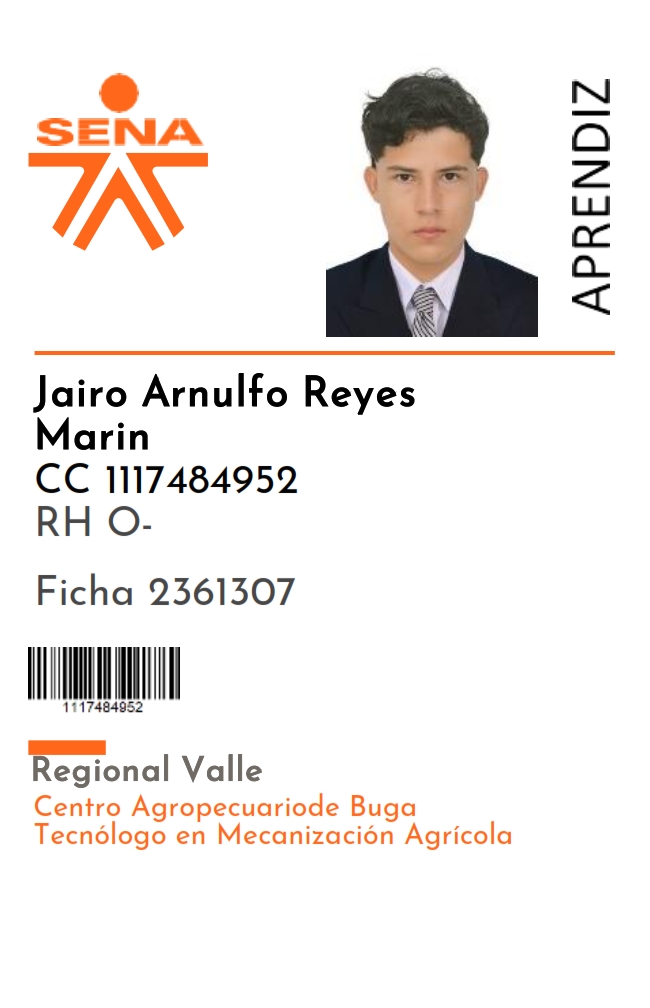 SENA
APRENDIZ
Jairo Arnulfo Reyes
Marin
CC 1117484952
RH O-
Ficha 2361307
1117484952
Regional Valle
Centro Agropecuariode Buga
Tecnólogo en Mecanización Agrícola